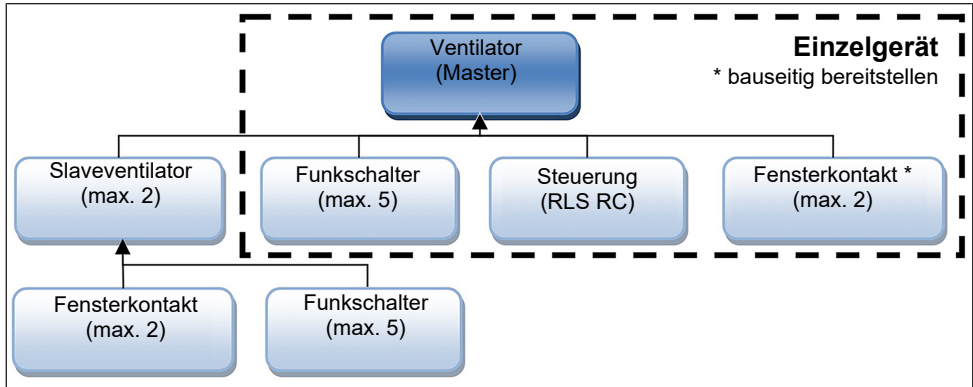 Ventilator
(Master)
Einzelgerät
* bauseitig bereitstellen
Slaveventilator
(max. 2)
Funkschalter
(max. 5)
Steuerung
(RLS RC)
Fensterkontakt *
(max. 2)
Fensterkontakt
(max. 2)
Funkschalter
(max. 5)